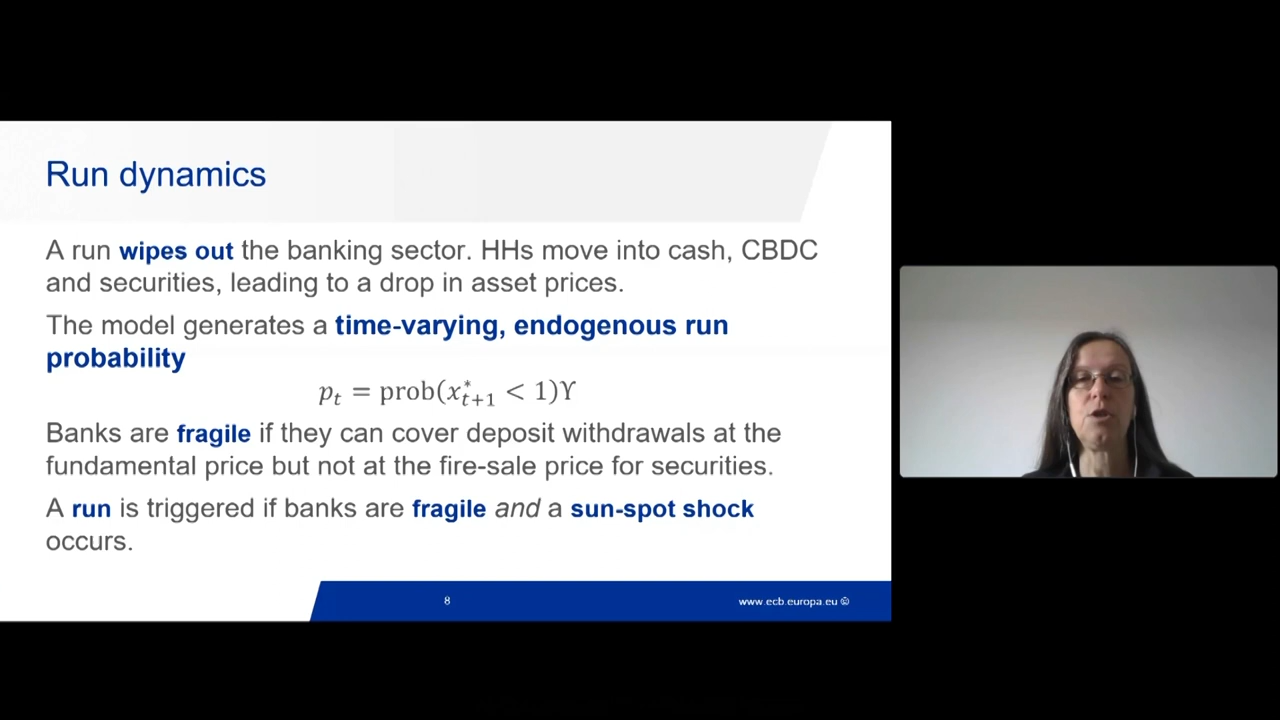 Run dynamics
A run wipes out the banking sector. HHs move into cash, CBDC
and securities, leading to a drop in asset prices.
The model generates a time-varying, endogenous run
probability
pₜ = prob(x*ₜ₊₁ < 1)ϒ
Banks are fragile if they can cover deposit withdrawals at the
fundamental price but not at the fire-sale price for securities.
A run is triggered if banks are fragile and a sun-spot shock
occurs.
8
www.ecb.europa.eu ©